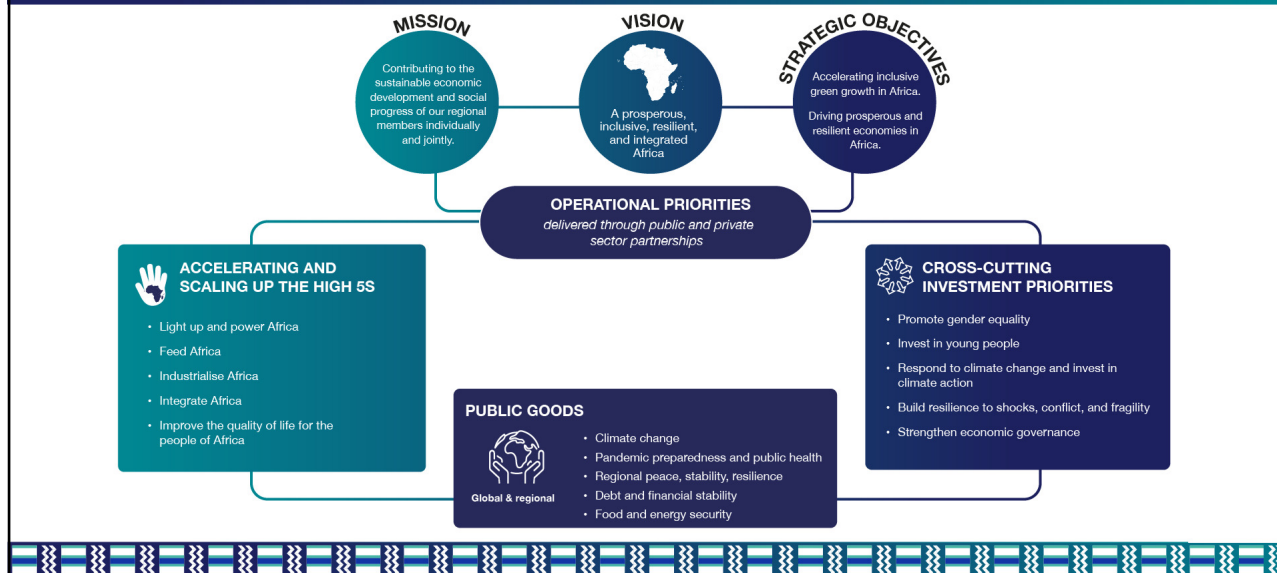 MISSION
Contributing to the
sustainable economic
development and social
progress of our regional
members individually
and jointly.
VISION
A prosperous,
inclusive, resilient,
and integrated
Africa
STRATEGIC OBJECTIVES
Accelerating inclusive
green growth in Africa.
Driving prosperous and
resilient economies in
Africa.
OPERATIONAL PRIORITIES
delivered through public and private
sector partnerships
ACCELERATING AND
SCALING UP THE HIGH 5S
• Light up and power Africa
• Feed Africa
• Industrialise Africa
• Integrate Africa
• Improve the quality of life for the
people of Africa
CROSS-CUTTING
INVESTMENT PRIORITIES
• Promote gender equality
• Invest in young people
• Respond to climate change and invest in
climate action
• Build resilience to shocks, conflict, and fragility
• Strengthen economic governance
PUBLIC GOODS
Global & regional
• Climate change
• Pandemic preparedness and public health
• Regional peace, stability, resilience
• Debt and financial stability
• Food and energy security